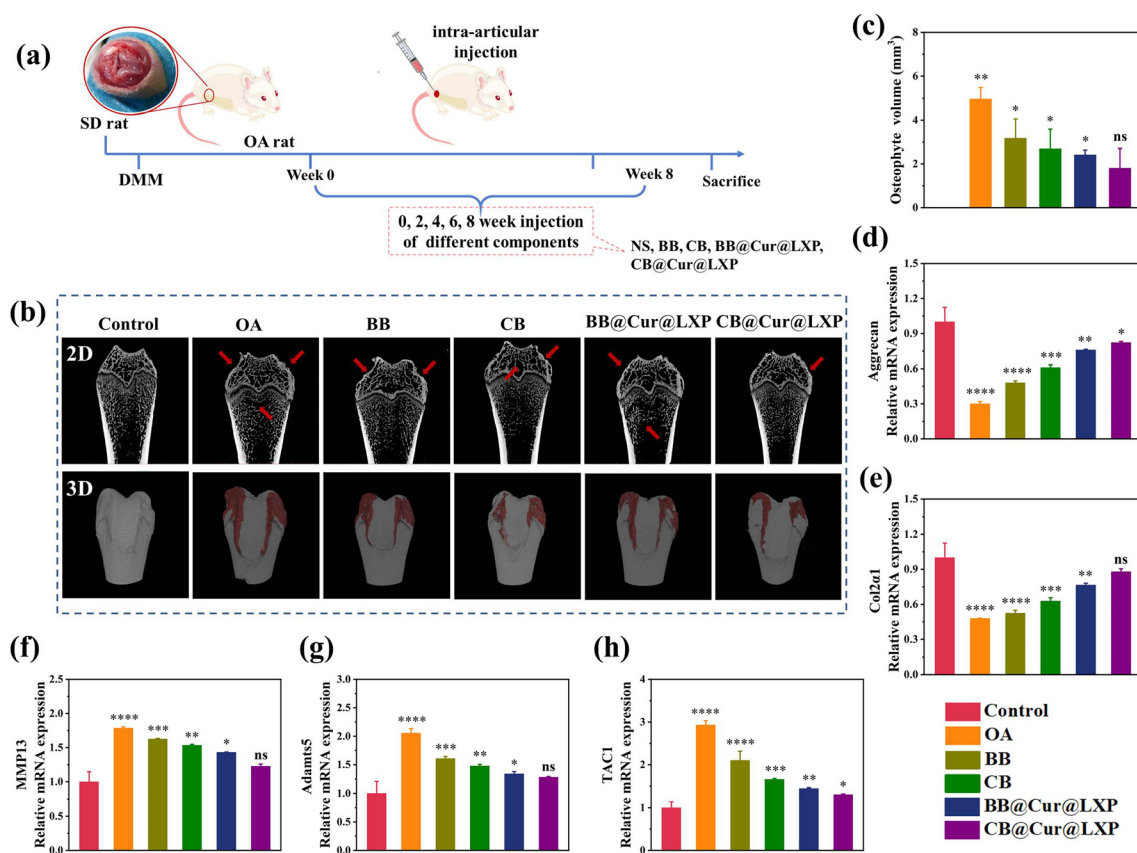 (a)
SD rat
OA rat
intra-articular
injection
DMM
Week 0
Week 8
Sacrifice
0, 2, 4, 6, 8 week injection
of different components
NS, BB, CB, BB@Cur@LXP,
CB@Cur@LXP
(b)
Control
OA
BB
CB
BB@Cur@LXP
CB@Cur@LXP
2D
3D
(c)
Osteophyte volume (mm³)
6
4
2
0
**
*
*
*
ns
(d)
Aggrecan
Relative mRNA expression
1.5
1.2
0.9
0.6
0.3
0.0
****
****
***
**
*
(e)
Col2α1
Relative mRNA expression
1.5
1.2
0.9
0.6
0.3
0.0
****
****
***
**
ns
(f)
MMP13
Relative mRNA expression
2.0
1.5
1.0
0.5
0.0
****
***
**
*
ns
(g)
Adamts5
Relative mRNA expression
2.5
2.0
1.5
1.0
0.5
0.0
****
***
**
*
ns
(h)
TAC1
Relative mRNA expression
4
3
2
1
0
****
****
***
**
*
Control
OA
BB
CB
BB@Cur@LXP
CB@Cur@LXP